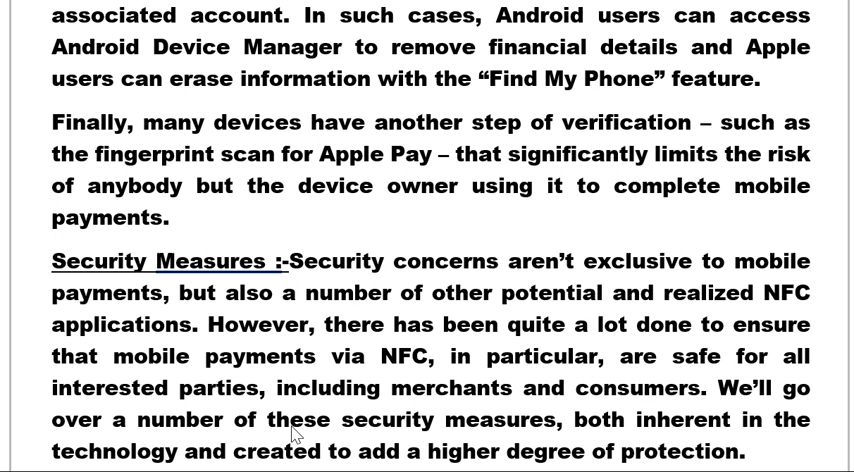 associated account. In such cases, Android users can access
Android Device Manager to remove financial details and Apple
users can erase information with the “Find My Phone” feature.
Finally, many devices have another step of verification – such as
the fingerprint scan for Apple Pay – that significantly limits the risk
of anybody but the device owner using it to complete mobile
payments.
Security Measures :-Security concerns aren’t exclusive to mobile
payments, but also a number of other potential and realized NFC
applications. However, there has been quite a lot done to ensure
that mobile payments via NFC, in particular, are safe for all
interested parties, including merchants and consumers. We’ll go
over a number of these security measures, both inherent in the
technology and created to add a higher degree of protection.